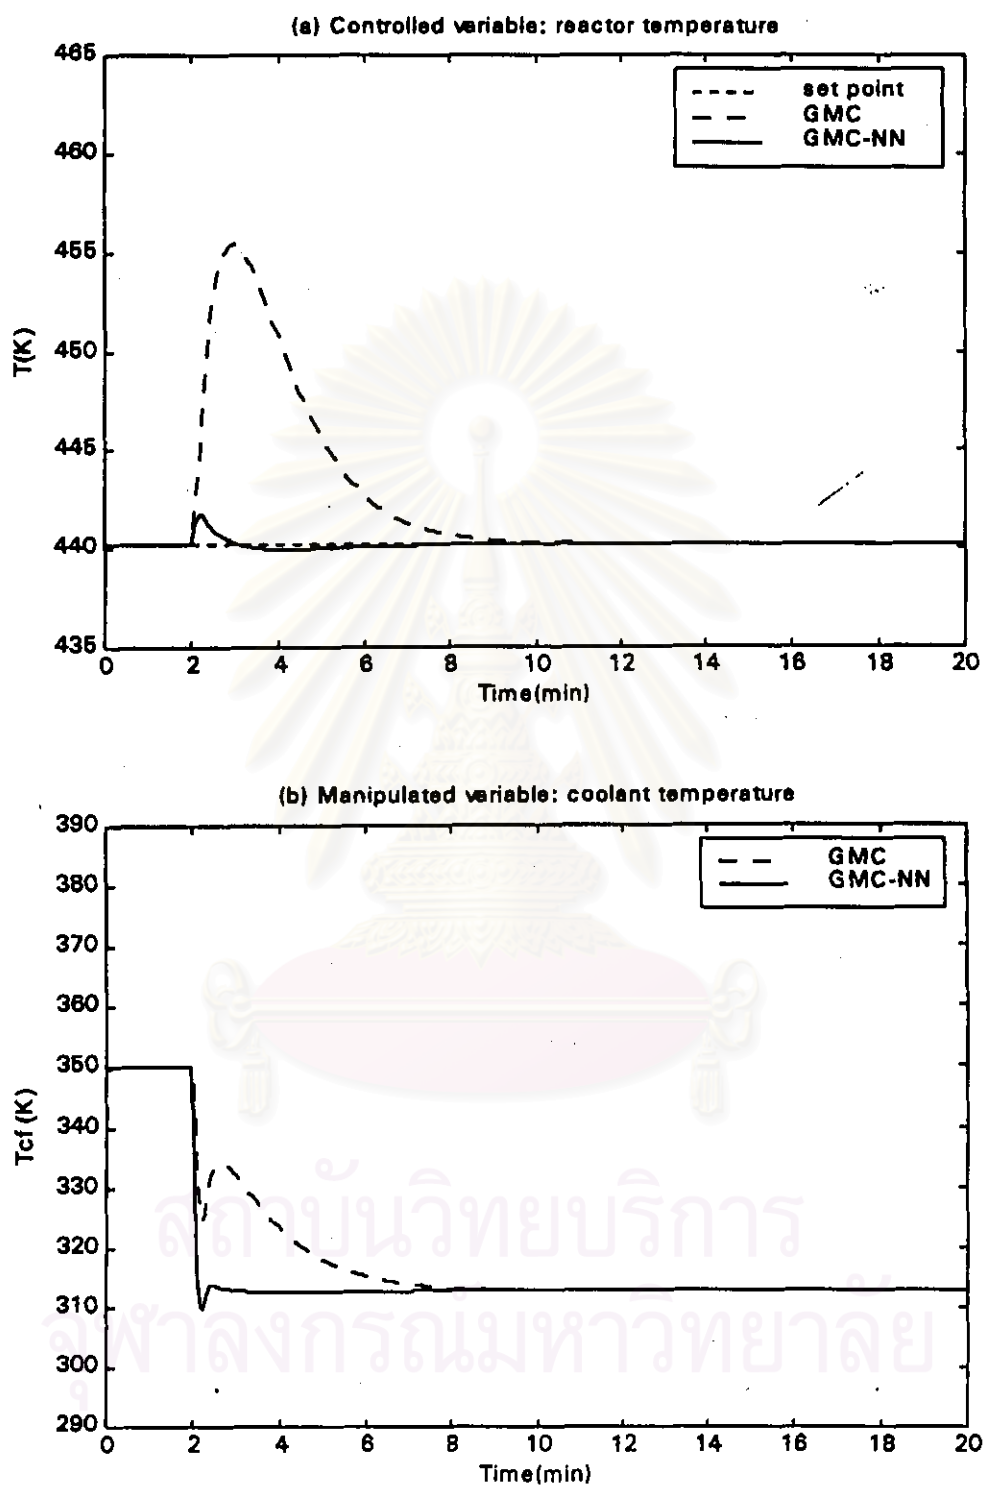 (a) Controlled variable: reactor temperature
465
460
455
450
445
440
435
T(K)
set point
GMC
GMC-NN
0 2 4 6 8 10 12 14 16 18 20
Time(min)
(b) Manipulated variable: coolant temperature
390
380
370
360
350
340
330
320
310
300
290
Tcf (K)
GMC
GMC-NN
สถาบันวิทยบริการ
จุฬาลงกรณ์มหาวิทยาลัย
0 2 4 6 8 10 12 14 16 18 20
Time(min)